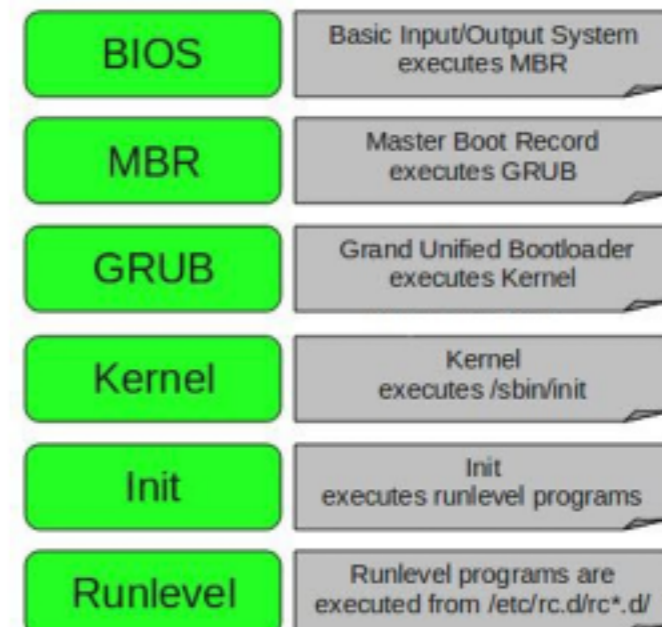 BIOS
Basic Input/Output System
executes MBR
MBR
Master Boot Record
executes GRUB
GRUB
Grand Unified Bootloader
executes Kernel
Kernel
Kernel
executes /sbin/init
Init
Init
executes runlevel programs
Runlevel
Runlevel programs are
executed from /etc/rc.d/rc*.d/